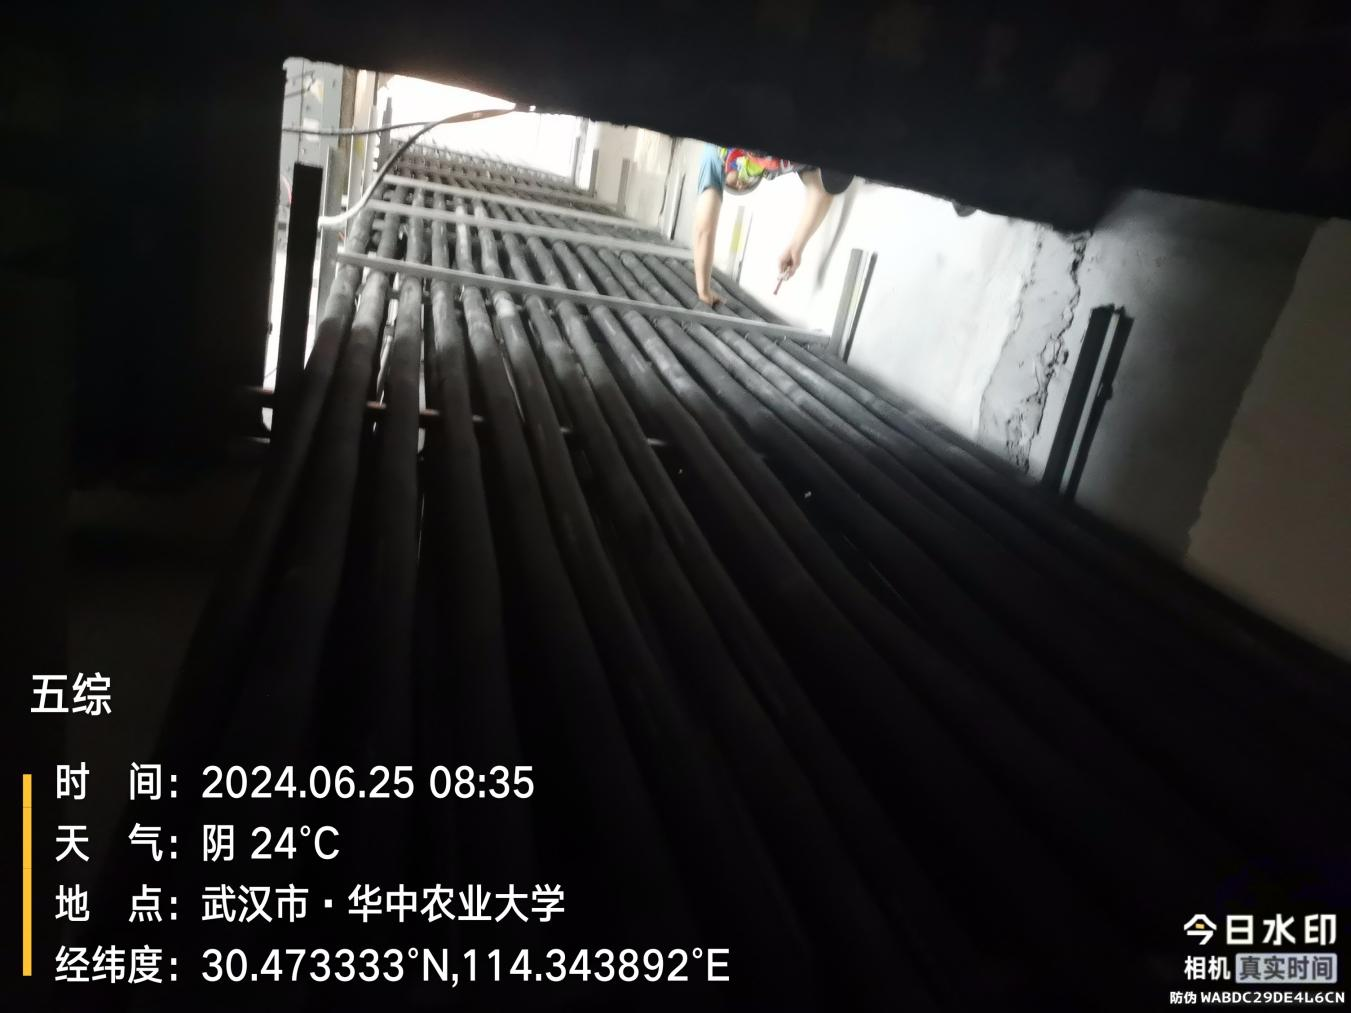 五综
时 间：2024.06.25 08:35
天 气：阴 24°C
地 点：武汉市·华中农业大学
经纬度：30.473333°N,114.343892°E
今日水印
相机 真实时间
防伪 WABDC29DE4L6CN